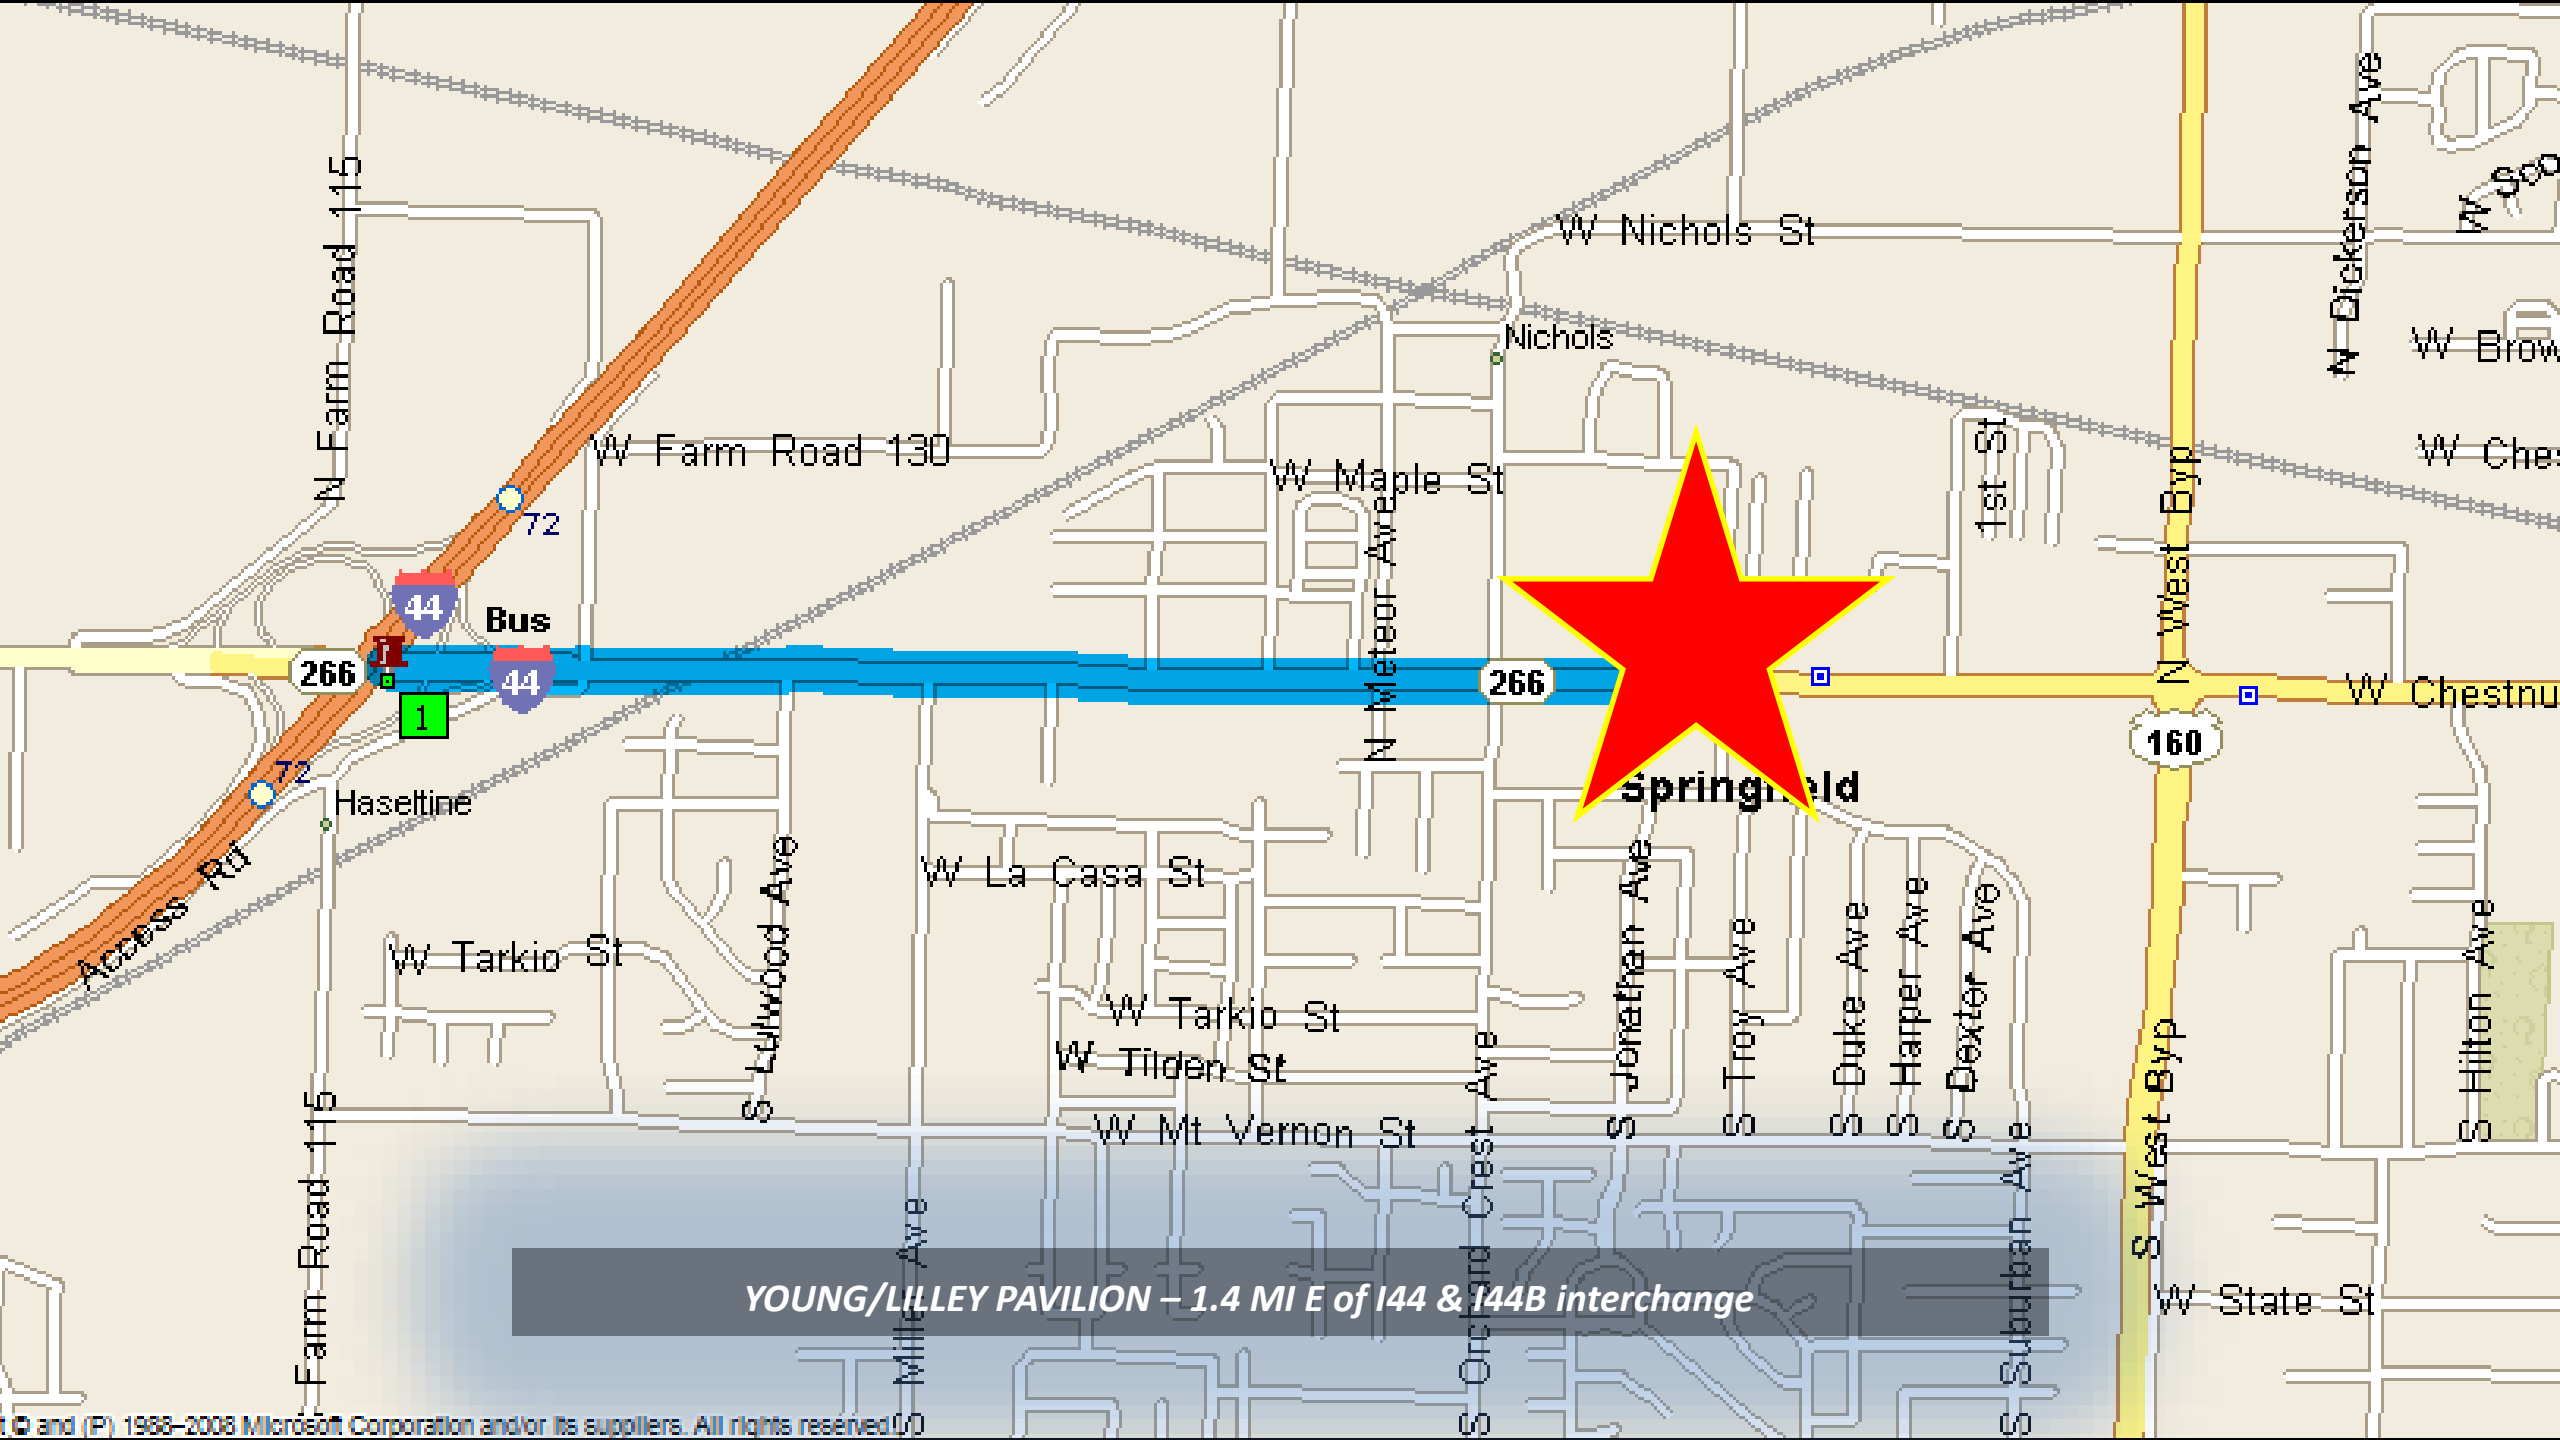 N Dickerson Ave
W Spo
N Farm Road 115
W Nichols St
Nichols
W Brow
W Farm Road 130
1st St
W Ches
W Maple St
72
N West Byp
N Meteor Ave
44
Bus
266
44
266
W Chestnu
1
160
72
Haseltine
Springfield
Access Rd
W La Casa St
S Lulwood Ave
W Tarkio St
S Jonathan Ave
S Troy Ave
S Duke Ave
S Harper Ave
S Dexter Ave
S Hilton Ave
W Tarkio St
W Tilden St
W Mt Vernon St
S Farm Road 115
S Miller Ave
S Orchard Crest Ave
S Suburban Ave
S West Byp
W State St
YOUNG/LILLEY PAVILION – 1.4 MI E of I44 & I44B interchange
t © and (P) 1988–2008 Microsoft Corporation and/or its suppliers. All rights reserved.